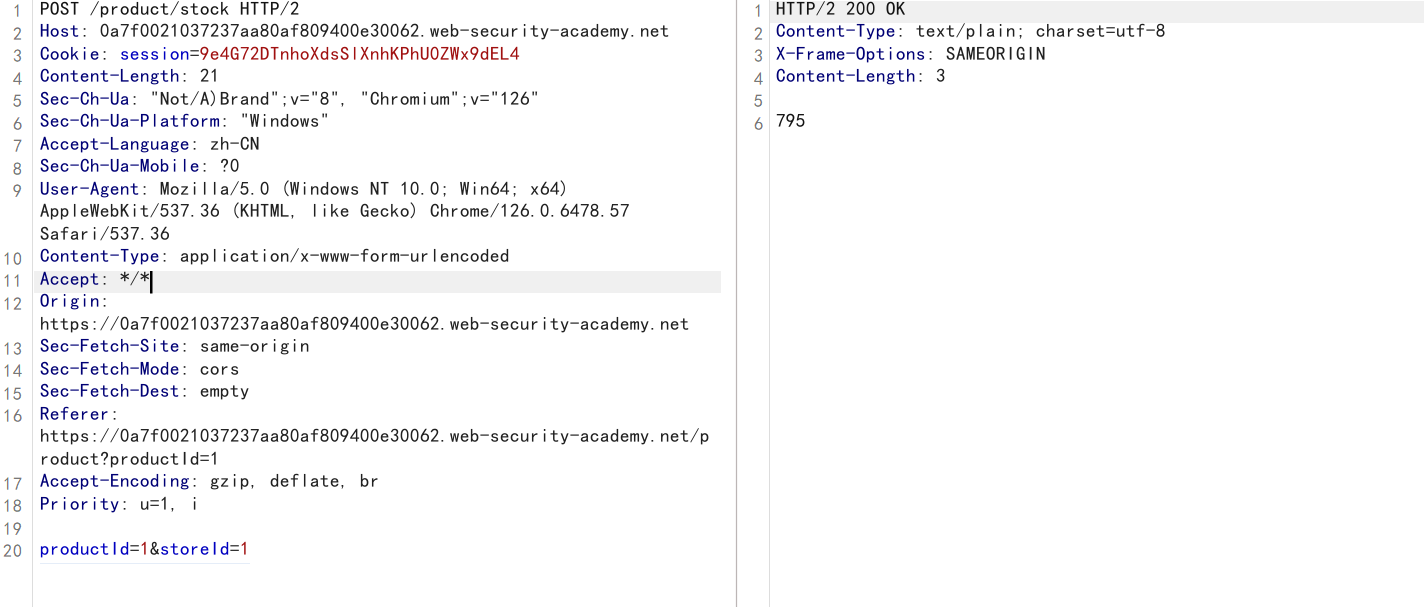 1 POST /product/stock HTTP/2
2 Host: 0a7f0021037237aa80af809400e30062.web-security-academy.net
3 Cookie: session=9e4G72DTnhoXdsSlXnhKPhUOZWx9dEL4
4 Content-Length: 21
5 Sec-Ch-Ua: "Not/A)Brand";v="8", "Chromium";v="126"
6 Sec-Ch-Ua-Platform: "Windows"
7 Accept-Language: zh-CN
8 Sec-Ch-Ua-Mobile: ?0
9 User-Agent: Mozilla/5.0 (Windows NT 10.0; Win64; x64)
AppleWebKit/537.36 (KHTML, like Gecko) Chrome/126.0.6478.57
Safari/537.36
10 Content-Type: application/x-www-form-urlencoded
11 Accept: */*
12 Origin:
https://0a7f0021037237aa80af809400e30062.web-security-academy.net
13 Sec-Fetch-Site: same-origin
14 Sec-Fetch-Mode: cors
15 Sec-Fetch-Dest: empty
16 Referer:
https://0a7f0021037237aa80af809400e30062.web-security-academy.net/p
roduct?productId=1
17 Accept-Encoding: gzip, deflate, br
18 Priority: u=1, i
19
20 productId=1&storeId=1
1 HTTP/2 200 OK
2 Content-Type: text/plain; charset=utf-8
3 X-Frame-Options: SAMEORIGIN
4 Content-Length: 3
5
6 795